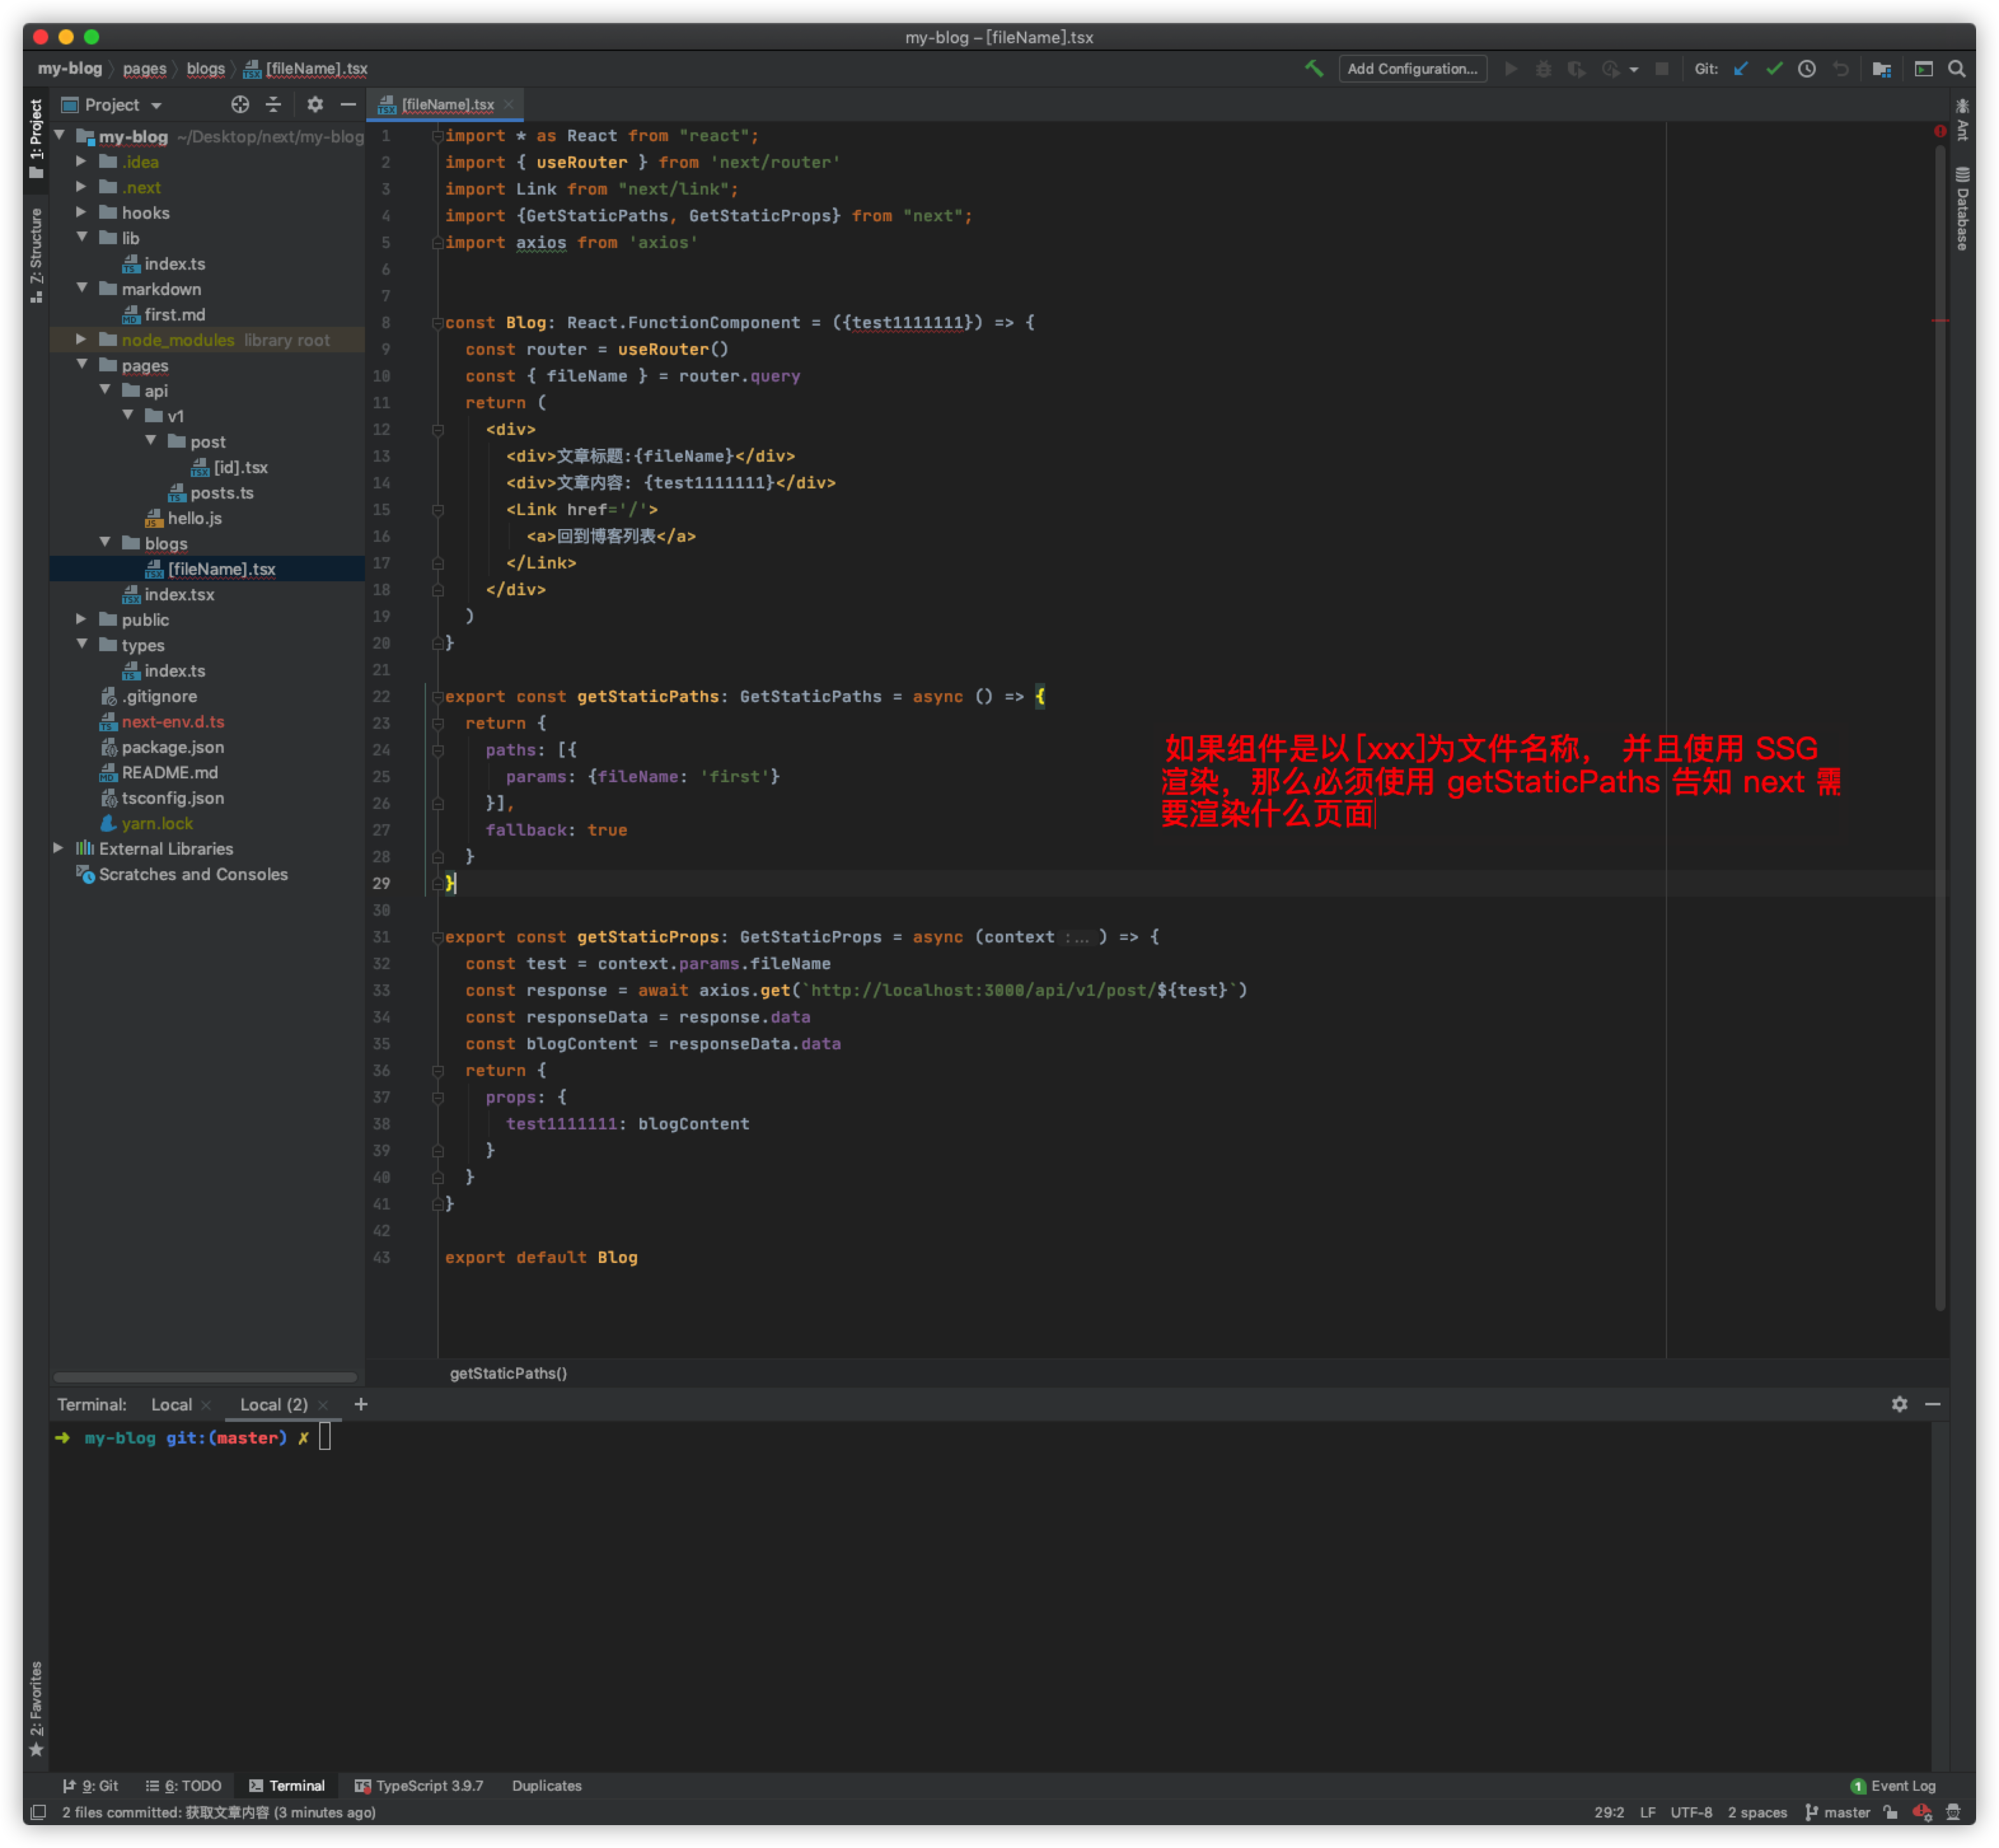 my-blog – [fileName].tsx
my-blog pages blogs [fileName].tsx
Add Configuration...
Git:
1: Project
7: Structure
2: Favorites
Project
my-blog ~/Desktop/next/my-blog
.idea
.next
hooks
lib
index.ts
markdown
first.md
node_modules library root
pages
api
v1
post
[id].tsx
posts.ts
hello.js
blogs
[fileName].tsx
index.tsx
public
types
index.ts
.gitignore
next-env.d.ts
package.json
README.md
tsconfig.json
yarn.lock
External Libraries
Scratches and Consoles
[fileName].tsx
1 import * as React from "react";
2 import { useRouter } from 'next/router'
3 import Link from "next/link";
4 import {GetStaticPaths, GetStaticProps} from "next";
5 import axios from 'axios'
6
7
8 const Blog: React.FunctionComponent = ({test1111111}) => {
9 const router = useRouter()
10 const { fileName } = router.query
11 return (
12 <div>
13 <div>文章标题:{fileName}</div>
14 <div>文章内容: {test1111111}</div>
15 <Link href='/'>
16 <a>回到博客列表</a>
17 </Link>
18 </div>
19 )
20 }
21
22 export const getStaticPaths: GetStaticPaths = async () => {
23 return {
24 paths: [{
25 params: {fileName: 'first'}
26 }],
27 fallback: true
28 }
29 }
30
31 export const getStaticProps: GetStaticProps = async (context :... ) => {
32 const test = context.params.fileName
33 const response = await axios.get(`http://localhost:3000/api/v1/post/${test}`)
34 const responseData = response.data
35 const blogContent = responseData.data
36 return {
37 props: {
38 test1111111: blogContent
39 }
40 }
41 }
42
43 export default Blog
如果组件是以[xxx]为文件名称， 并且使用 SSG
渲染，那么必须使用 getStaticPaths 告知 next 需
要渲染什么页面
getStaticPaths()
Ant
Database
Terminal: Local Local (2)
my-blog git:(master) ✗
9: Git 6: TODO Terminal TypeScript 3.9.7 Duplicates 1 Event Log
2 files committed: 获取文章内容 (3 minutes ago) 29:2 LF UTF-8 2 spaces master